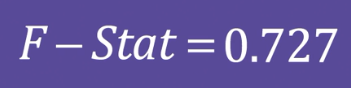 F – Stat = 0.727